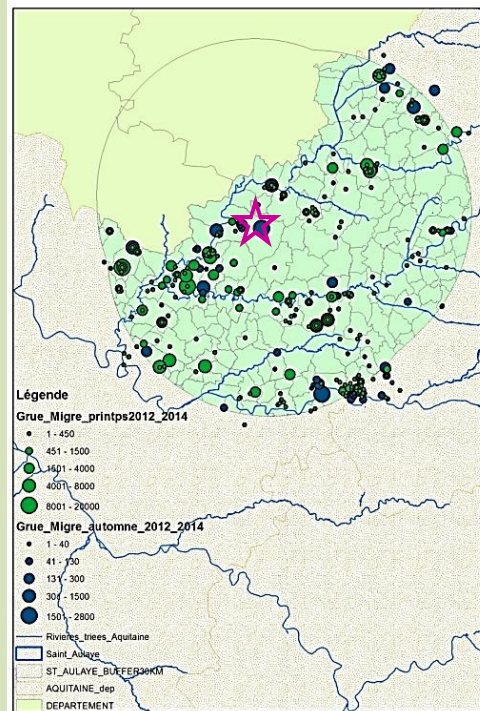 Légende
Grue_Migre_printps2012_2014
1 - 450
451 - 1500
1501 - 4000
4001 - 8000
8001 - 20000
Grue_Migre_automne_2012_2014
1 - 40
41 - 130
131 - 300
301 - 1500
1501 - 2800
Rivieres_triees_Aquitaine
Saint_Aulaye
ST_AULAYE_BUFFER30KM
AQUITAINE_dep
DEPARTEMENT